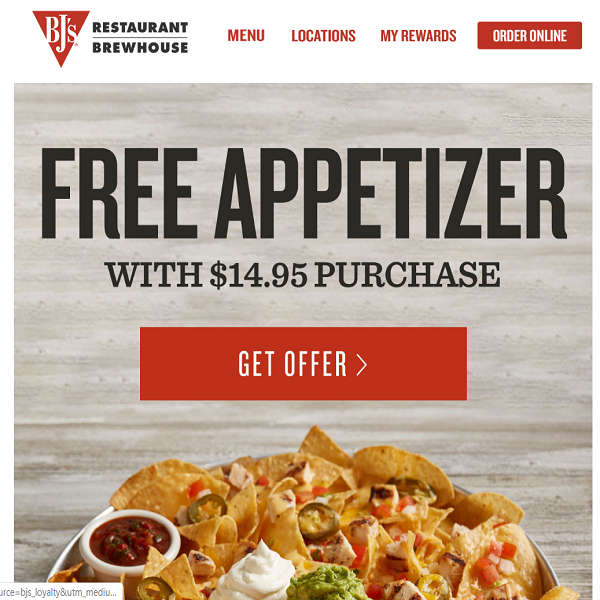 BJ's RESTAURANT
BREWHOUSE
MENU LOCATIONS MY REWARDS ORDER ONLINE
FREE APPETIZER
WITH $14.95 PURCHASE
GET OFFER >
urce=bjs_loyalty&utm_mediu...